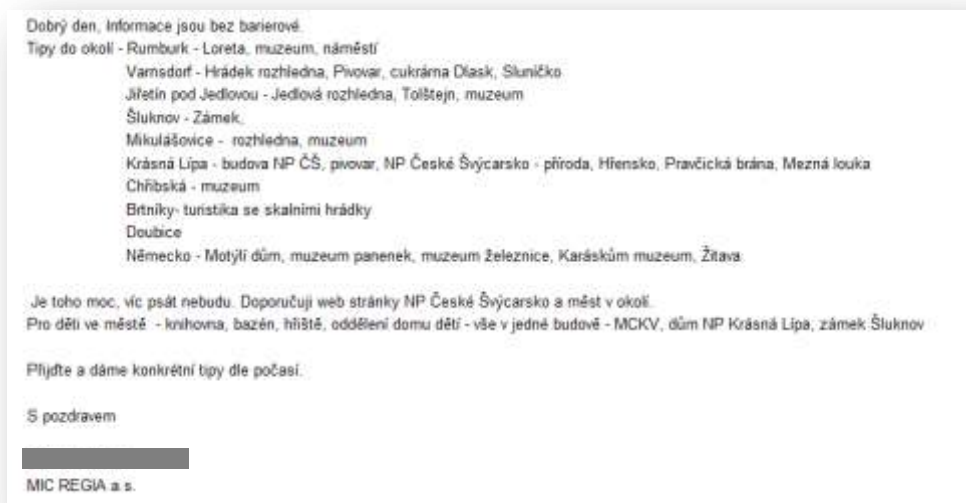 Dobrý den, Informace jsou bez barierové.
Tipy do okolí - Rumburk - Loreta, muzeum, náměstí
Varnsdorf - Hrádek rozhledna, Pivovar, cukrárna Dlask, Sluníčko
Jiřetín pod Jedlovou - Jedlová rozhledna, Tolštejn, muzeum
Šluknov - Zámek,
Mikulášovice - rozhledna, muzeum
Krásná Lípa - budova NP ČŠ, pivovar, NP České Švýcarsko - příroda, Hřensko, Pravčická brána, Mezná louka
Chřibská - muzeum
Brtníky- turistika se skalními hrádky
Doubice
Německo - Motýlí dům, muzeum panenek, muzeum železnice, Karáskům muzeum, Žitava
Je toho moc, víc psát nebudu. Doporučuji web stránky NP České Švýcarsko a měst v okolí.
Pro děti ve městě - knihovna, bazén, hřiště, oddělení domu dětí - vše v jedné budově - MCKV, dům NP Krásná Lípa, zámek Šluknov
Přijďte a dáme konkrétní tipy dle počasí.
S pozdravem
MIC REGIA a.s.